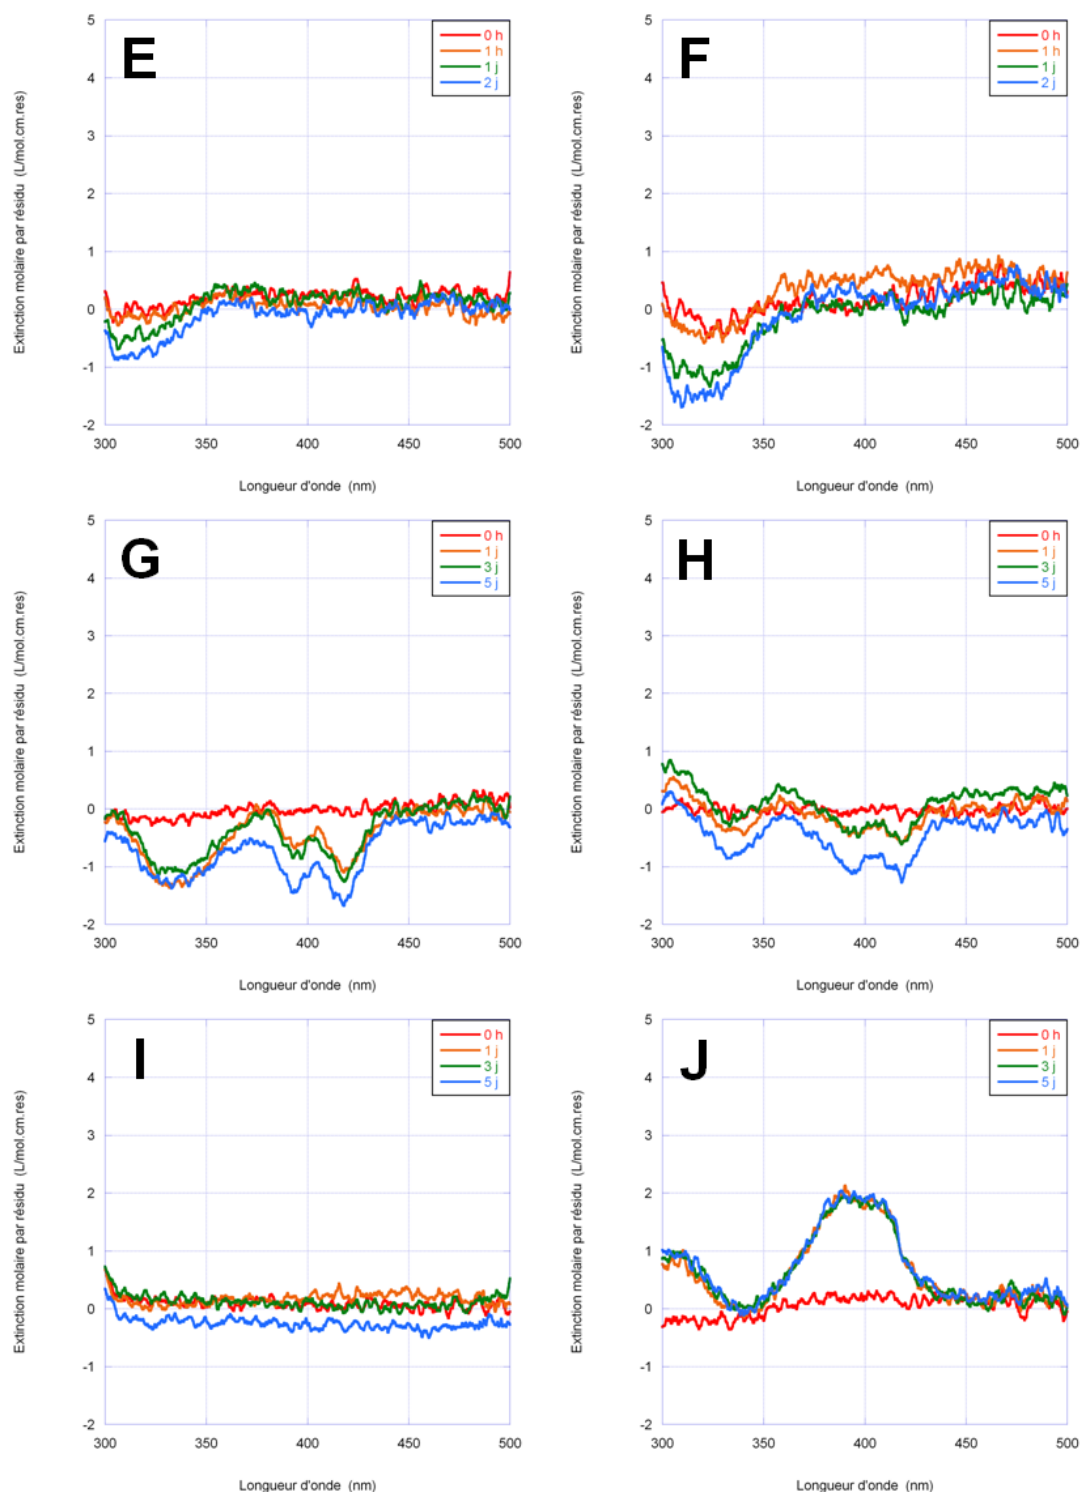 E
0 h
1 h
1 j
2 j
Extinction molaire par résidu (L/mol.cm.res)
5
4
3
2
1
0
-1
-2
300
350
400
450
500
Longueur d'onde (nm)
F
0 h
1 h
1 j
2 j
Extinction molaire par résidu (L/mol.cm.res)
5
4
3
2
1
0
-1
-2
300
350
400
450
500
Longueur d'onde (nm)
G
0 h
1 j
3 j
5 j
Extinction molaire par résidu (L/mol.cm.res)
5
4
3
2
1
0
-1
-2
300
350
400
450
500
Longueur d'onde (nm)
H
0 h
1 j
3 j
5 j
Extinction molaire par résidu (L/mol.cm.res)
5
4
3
2
1
0
-1
-2
300
350
400
450
500
Longueur d'onde (nm)
I
0 h
1 j
3 j
5 j
Extinction molaire par résidu (L/mol.cm.res)
5
4
3
2
1
0
-1
-2
300
350
400
450
500
Longueur d'onde (nm)
J
0 h
1 j
3 j
5 j
Extinction molaire par résidu (L/mol.cm.res)
5
4
3
2
1
0
-1
-2
300
350
400
450
500
Longueur d'onde (nm)